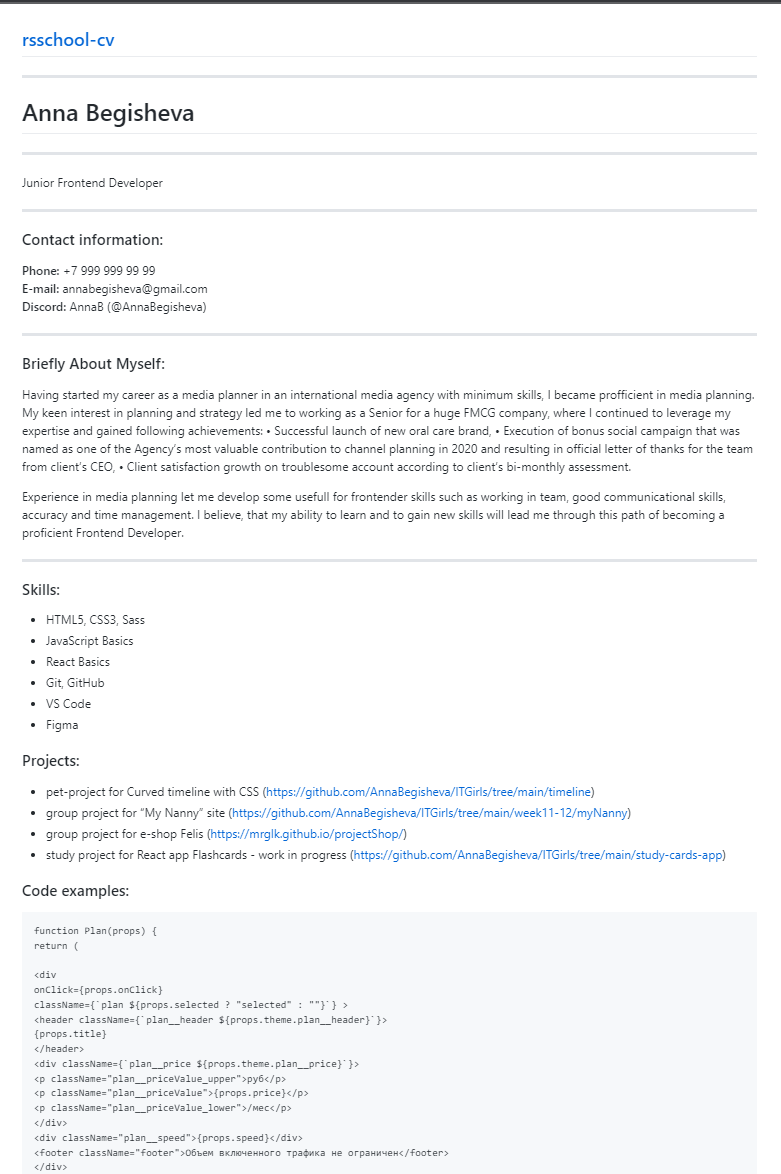 rsschool-cv
Anna Begisheva
Junior Frontend Developer
Contact information:
Phone: +7 999 999 99 99
E-mail: annabegisheva@gmail.com
Discord: AnnaB (@AnnaBegisheva)
Briefly About Myself:
Having started my career as a media planner in an international media agency with minimum skills, I became profficient in media planning.
My keen interest in planning and strategy led me to working as a Senior for a huge FMCG company, where I continued to leverage my
expertise and gained following achievements: • Successful launch of new oral care brand, • Execution of bonus social campaign that was
named as one of the Agency’s most valuable contribution to channel planning in 2020 and resulting in official letter of thanks for the team
from client’s CEO, • Client satisfaction growth on troublesome account according to client’s bi-monthly assessment.
Experience in media planning let me develop some usefull for frontender skills such as working in team, good communicational skills,
accuracy and time management. I believe, that my ability to learn and to gain new skills will lead me through this path of becoming a
proficient Frontend Developer.
Skills:
• HTML5, CSS3, Sass
• JavaScript Basics
• React Basics
• Git, GitHub
• VS Code
• Figma
Projects:
• pet-project for Curved timeline with CSS (https://github.com/AnnaBegisheva/ITGirls/tree/main/timeline)
• group project for “My Nanny” site (https://github.com/AnnaBegisheva/ITGirls/tree/main/week11-12/myNanny)
• group project for e-shop Felis (https://mrglk.github.io/projectShop/)
• study project for React app Flashcards - work in progress (https://github.com/AnnaBegisheva/ITGirls/tree/main/study-cards-app)
Code examples:
function Plan(props) {
return (
<div
onClick={props.onClick}
className={`plan ${props.selected ? "selected" : ""}`} >
<header className={`plan__header ${props.theme.plan__header}`}>
{props.title}
</header>
<div className={`plan__price ${props.theme.plan__price}`}>
<p className="plan__priceValue_upper">руб</p>
<p className="plan__priceValue">{props.price}</p>
<p className="plan__priceValue_lower">/мес</p>
</div>
<div className="plan__speed">{props.speed}</div>
<footer className="footer">Объем включенного трафика не ограничен</footer>
</div>